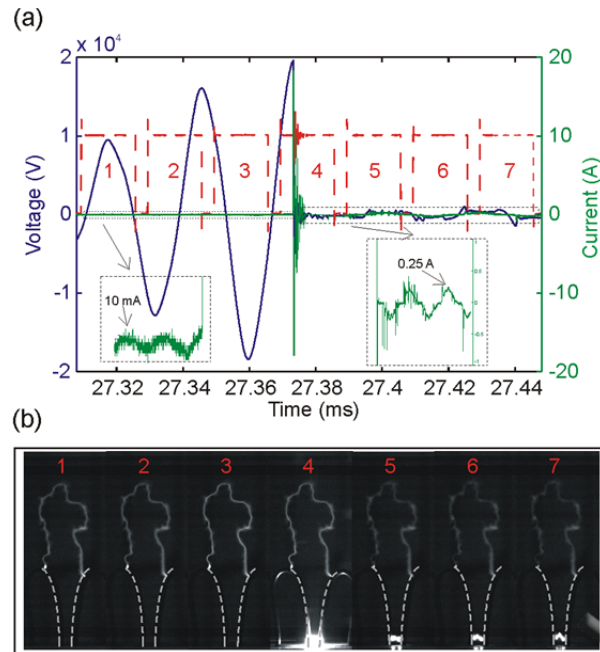 (a)
2 x 10⁴
1
0
-1
-2
Voltage (V)
20
10
0
-10
-20
Current (A)
1 2 3 4 5 6 7
10 mA
0.25 A
27.32 27.34 27.36 27.38 27.4 27.42 27.44
Time (ms)
(b)
1 2 3 4 5 6 7